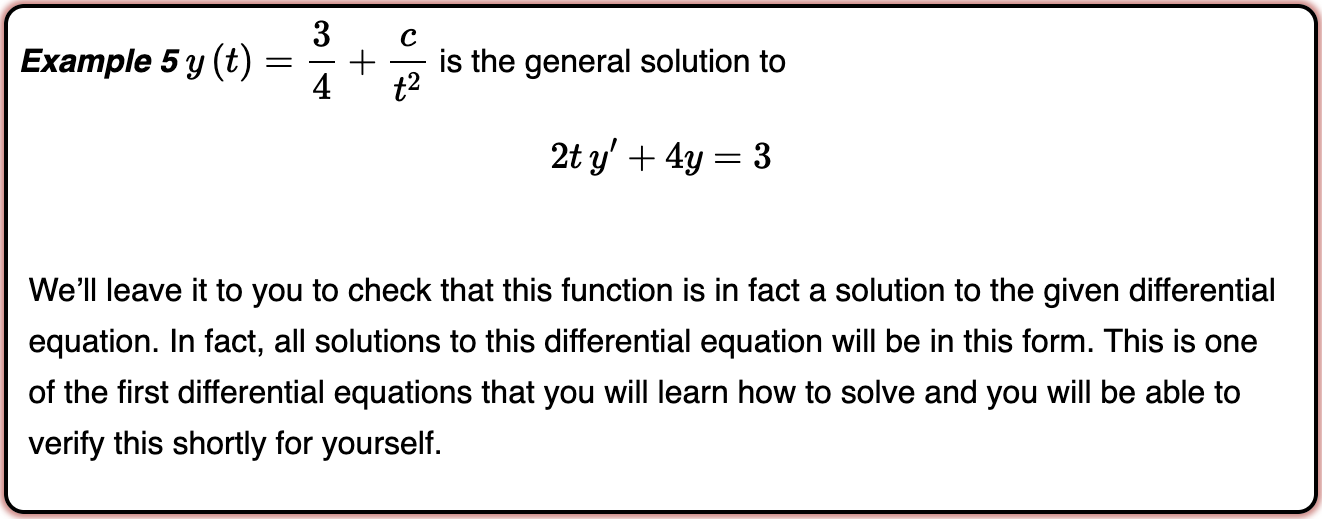 Example 5 y (t) = 3/4 + c/t² is the general solution to
2t y′ + 4y = 3
We’ll leave it to you to check that this function is in fact a solution to the given differential
equation. In fact, all solutions to this differential equation will be in this form. This is one
of the first differential equations that you will learn how to solve and you will be able to
verify this shortly for yourself.